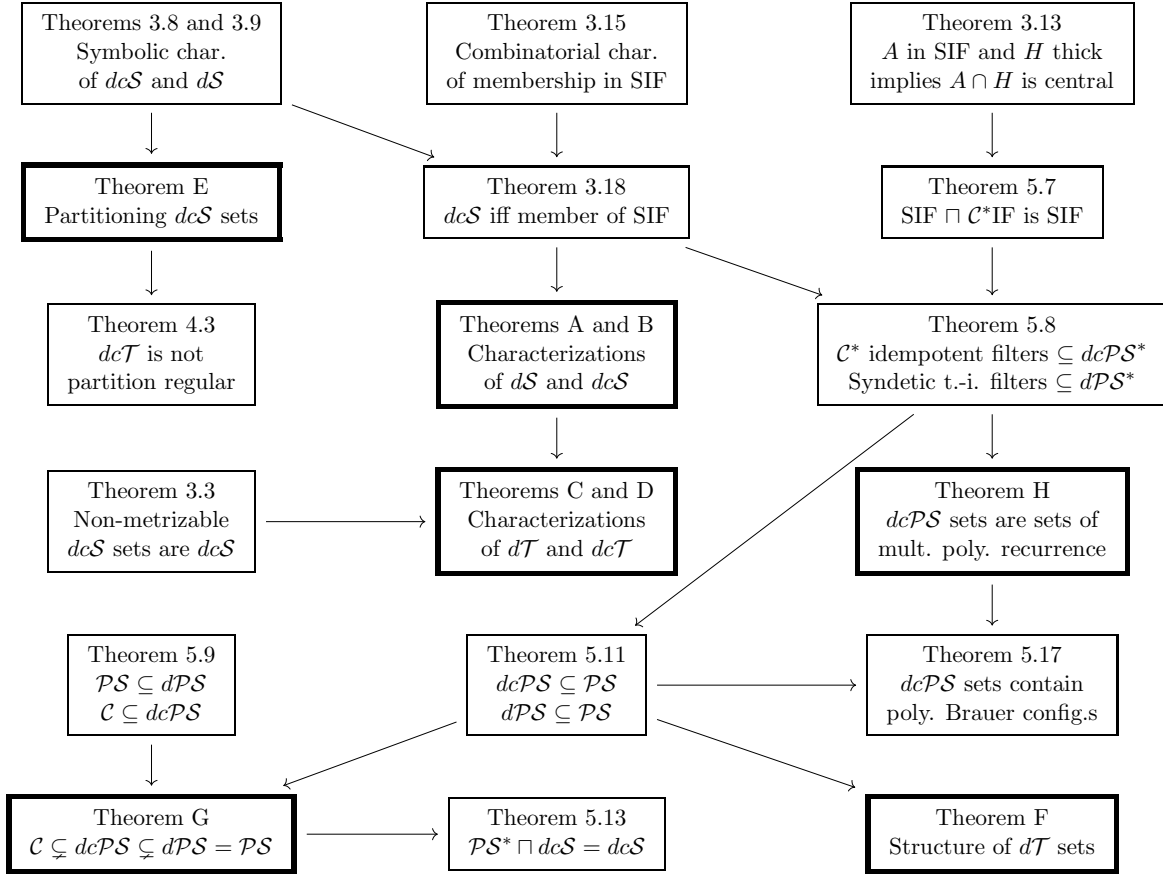 Theorems 3.8 and 3.9
Symbolic char.
of dc𝒮 and d𝒮
Theorem 3.15
Combinatorial char.
of membership in SIF
Theorem 3.13
A in SIF and H thick
implies A ∩ H is central
Theorem E
Partitioning dc𝒮 sets
Theorem 3.18
dc𝒮 iff member of SIF
Theorem 5.7
SIF ⊓ 𝒞*IF is SIF
Theorem 4.3
dc𝒯 is not
partition regular
Theorems A and B
Characterizations
of d𝒮 and dc𝒮
Theorem 5.8
𝒞* idempotent filters ⊆ dc𝒫𝒮*
Syndetic t.-i. filters ⊆ d𝒫𝒮*
Theorem 3.3
Non-metrizable
dc𝒮 sets are dc𝒮
Theorems C and D
Characterizations
of d𝒯 and dc𝒯
Theorem H
dc𝒫𝒮 sets are sets of
mult. poly. recurrence
Theorem 5.9
𝒫𝒮 ⊆ d𝒫𝒮
𝒞 ⊆ dc𝒫𝒮
Theorem 5.11
dc𝒫𝒮 ⊆ 𝒫𝒮
d𝒫𝒮 ⊆ 𝒫𝒮
Theorem 5.17
dc𝒫𝒮 sets contain
poly. Brauer config.s
Theorem G
𝒞 ⊊ dc𝒫𝒮 ⊊ d𝒫𝒮 = 𝒫𝒮
Theorem 5.13
𝒫𝒮* ⊓ dc𝒮 = dc𝒮
Theorem F
Structure of d𝒯 sets